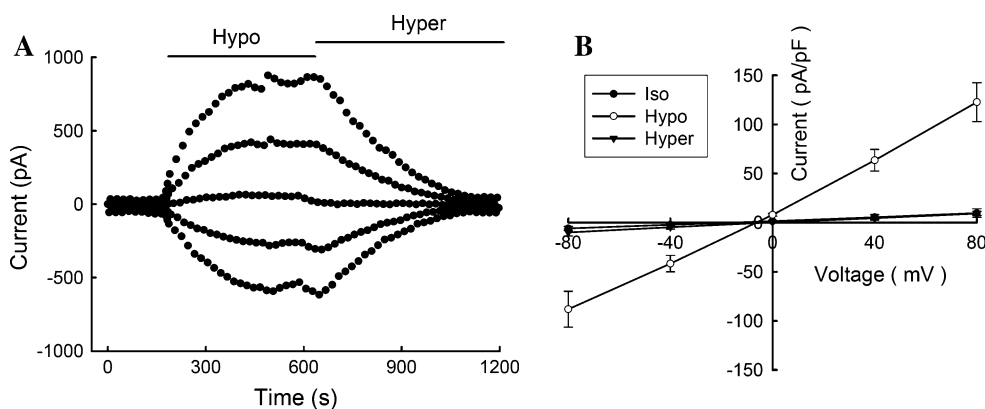 A
Hypo
Hyper
1000
500
0
-500
-1000
Current (pA)
0
300
600
900
1200
Time (s)
B
Iso
Hypo
Hyper
Current ( pA/pF)
150
100
50
0
-50
-100
-150
-80
-40
0
40
80
Voltage ( mV )